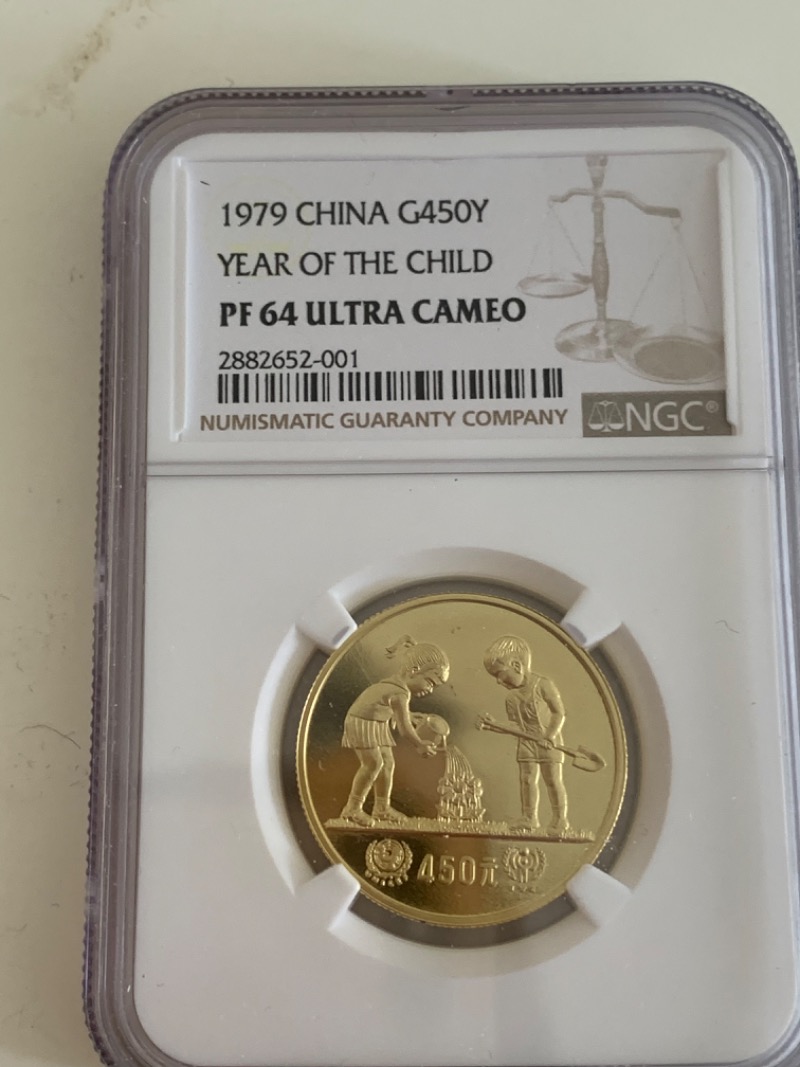 1979 CHINA G450Y
YEAR OF THE CHILD
PF 64 ULTRA CAMEO
2882652-001
NUMISMATIC GUARANTY COMPANY
NGC®
450元